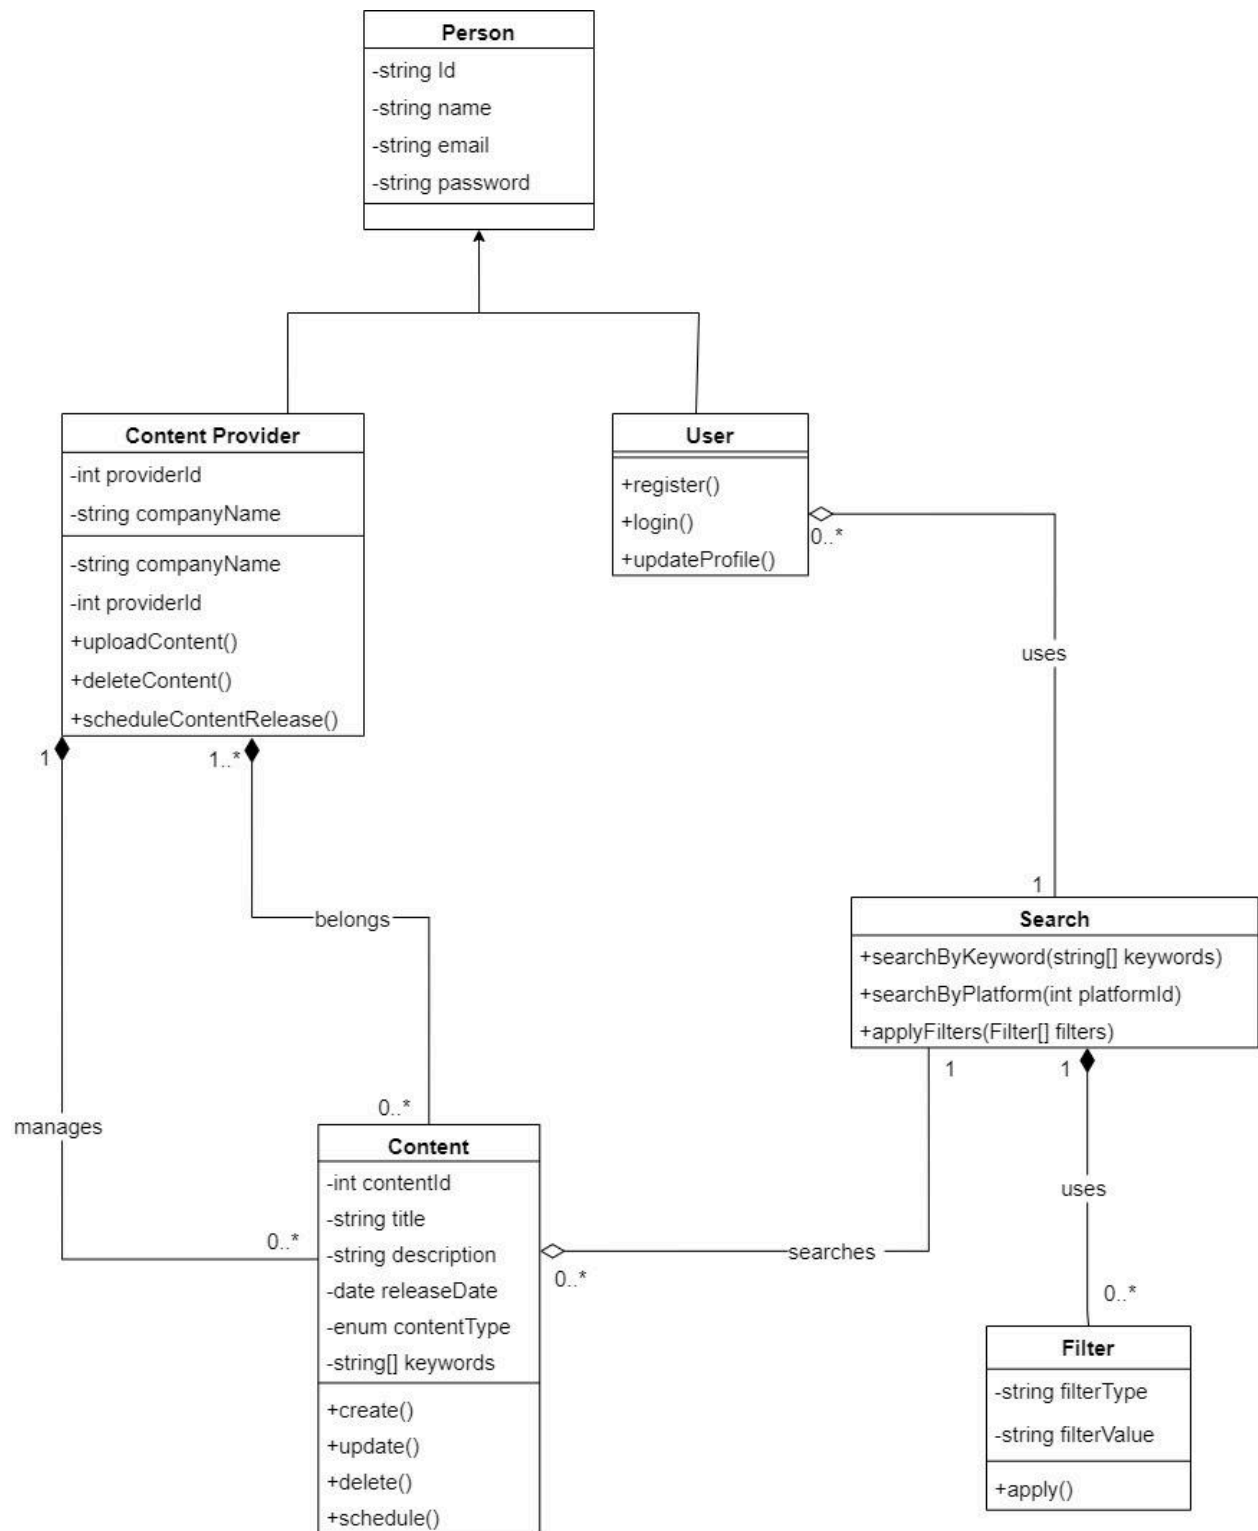 Person
-string Id
-string name
-string email
-string password
Content Provider
-int providerId
-string companyName
-string companyName
-int providerId
+uploadContent()
+deleteContent()
+scheduleContentRelease()
User
+register()
+login()
+updateProfile()
0..*
uses
1
1
1..*
belongs
0..*
manages
0..*
Search
+searchByKeyword(string[] keywords)
+searchByPlatform(int platformId)
+applyFilters(Filter[] filters)
1
1
Content
-int contentId
-string title
-string description
-date releaseDate
-enum contentType
-string[] keywords
+create()
+update()
+delete()
+schedule()
0..*
searches
uses
0..*
Filter
-string filterType
-string filterValue
+apply()